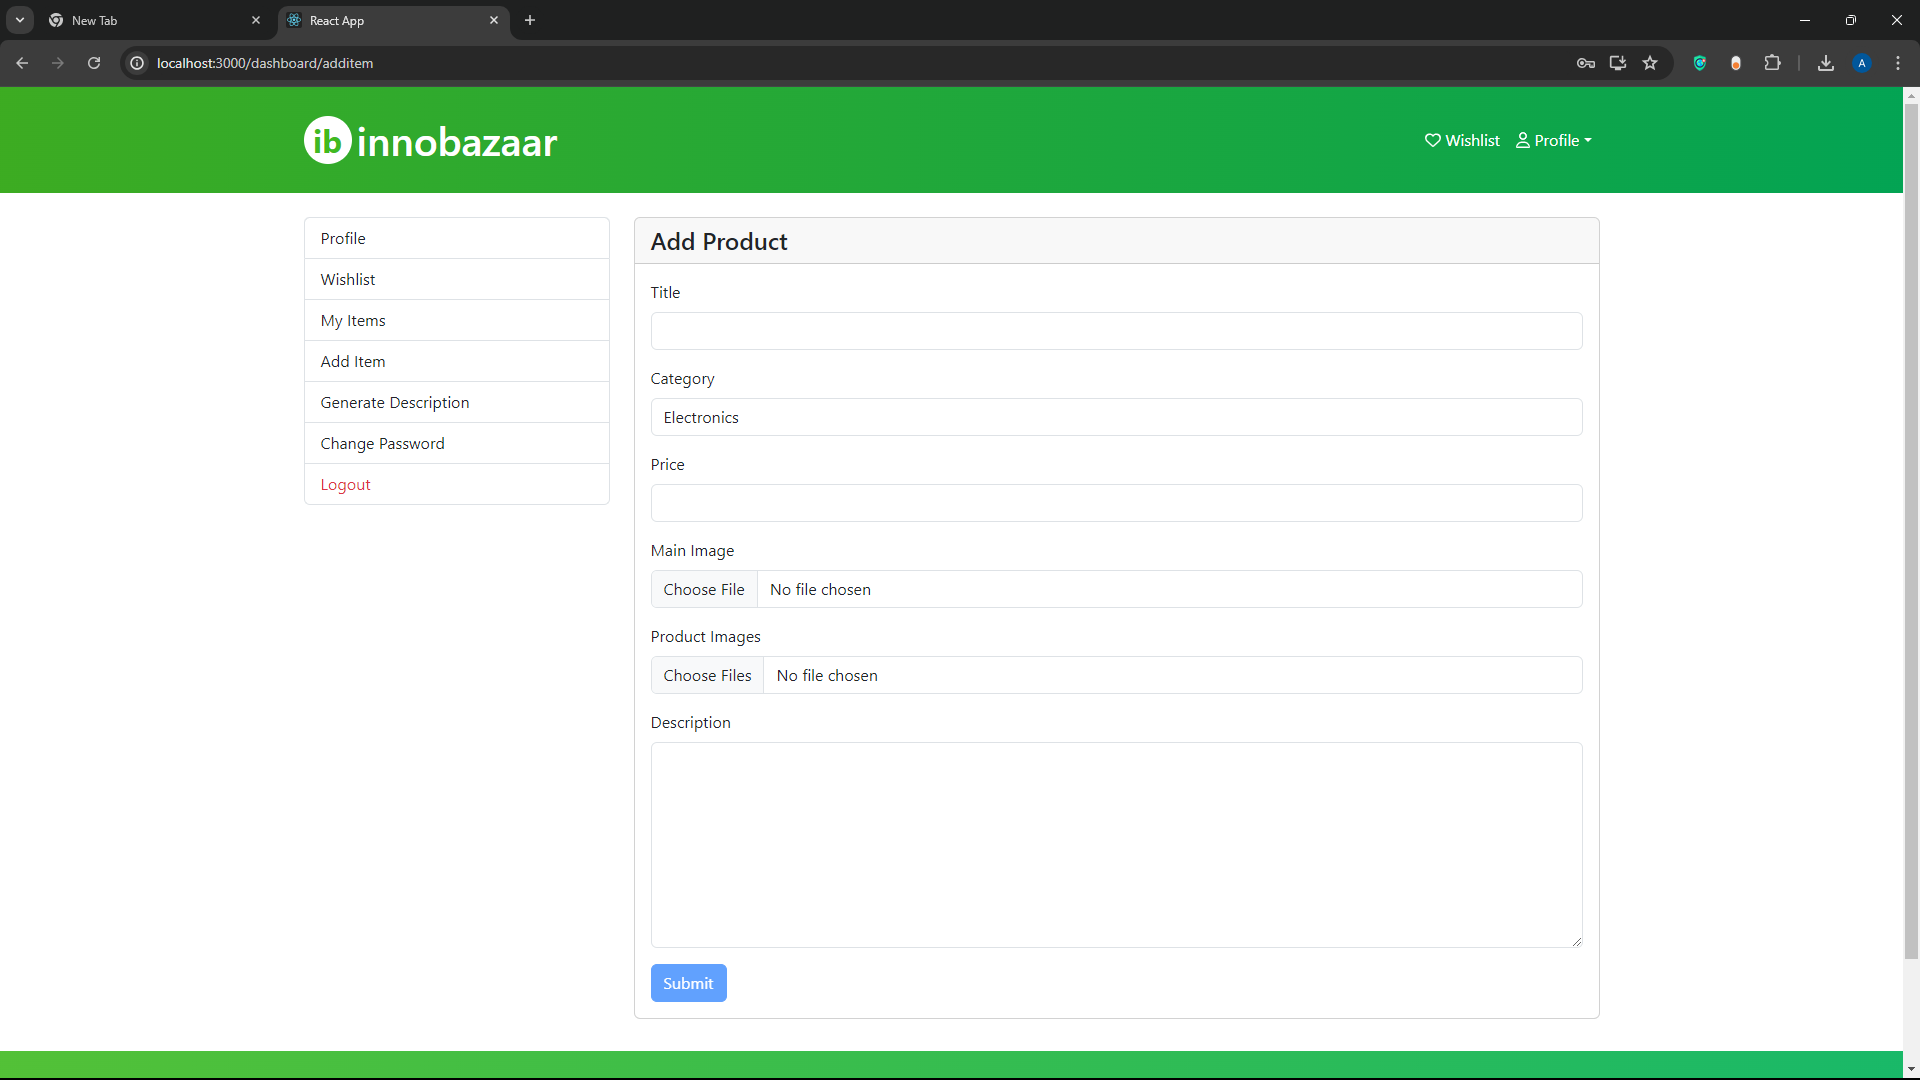 New Tab
React App
localhost:3000/dashboard/additem
A
ib innobazaar
Wishlist
Profile
Profile
Wishlist
My Items
Add Item
Generate Description
Change Password
Logout
Add Product
Title
Category
Electronics
Price
Main Image
Choose File No file chosen
Product Images
Choose Files No file chosen
Description
Submit